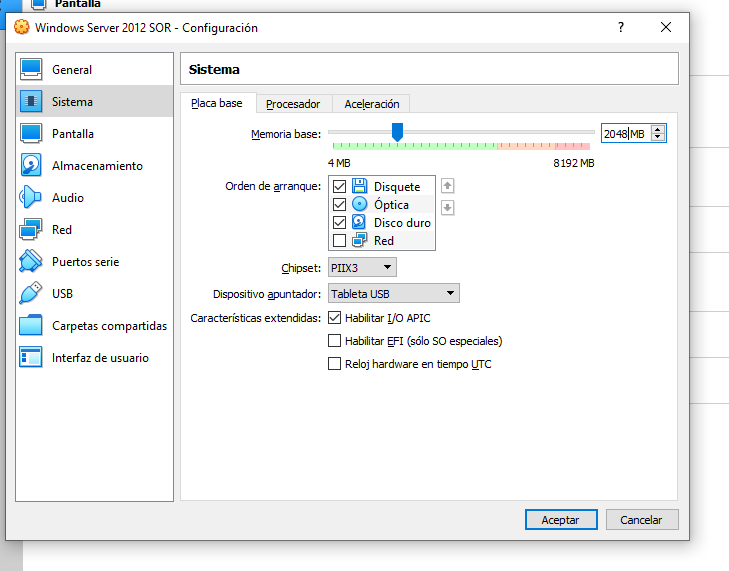 Pantalla
Windows Server 2012 SOR - Configuración
?
General
Sistema
Pantalla
Almacenamiento
Audio
Red
Puertos serie
USB
Carpetas compartidas
Interfaz de usuario
Sistema
Placa base Procesador Aceleración
Memoria base: 2048 MB
4 MB 8192 MB
Orden de arranque: Disquete
Óptica
Disco duro
Red
Chipset: PIIX3
Dispositivo apuntador: Tableta USB
Características extendidas: Habilitar I/O APIC
Habilitar EFI (sólo SO especiales)
Reloj hardware en tiempo UTC
Aceptar Cancelar